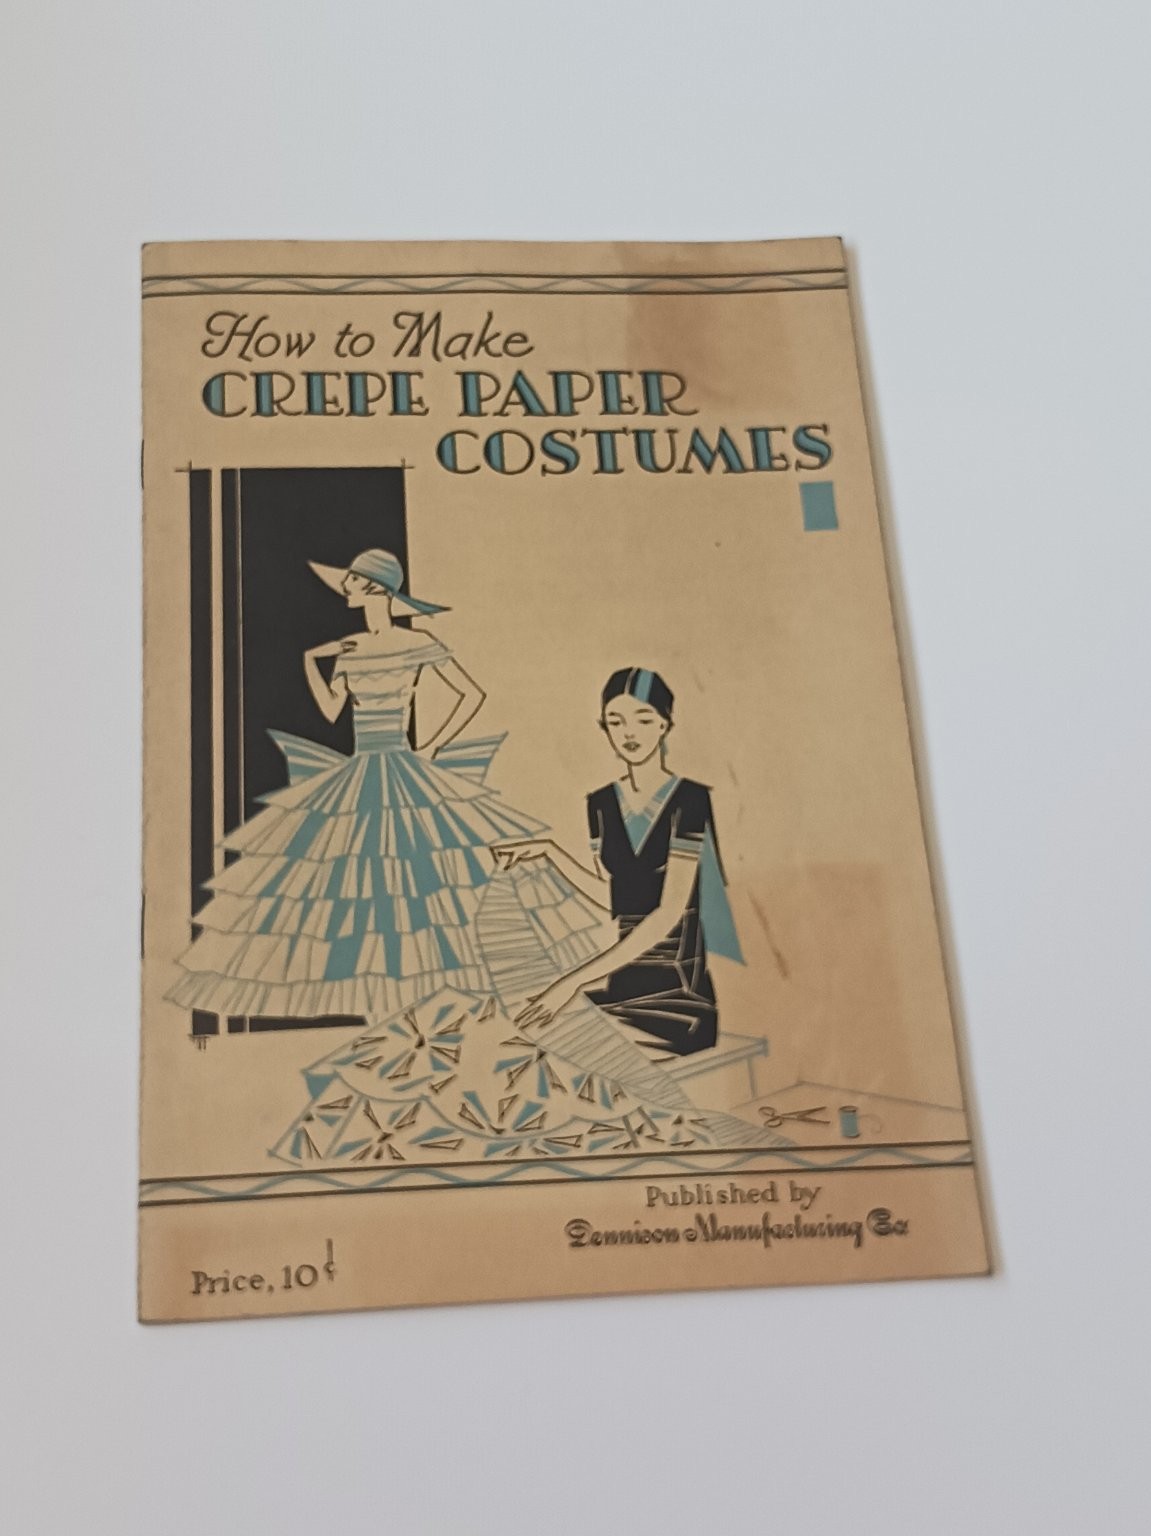 How to Make
CREPE PAPER
COSTUMES
Published by
Dennison Manufacturing Co
Price, 10¢